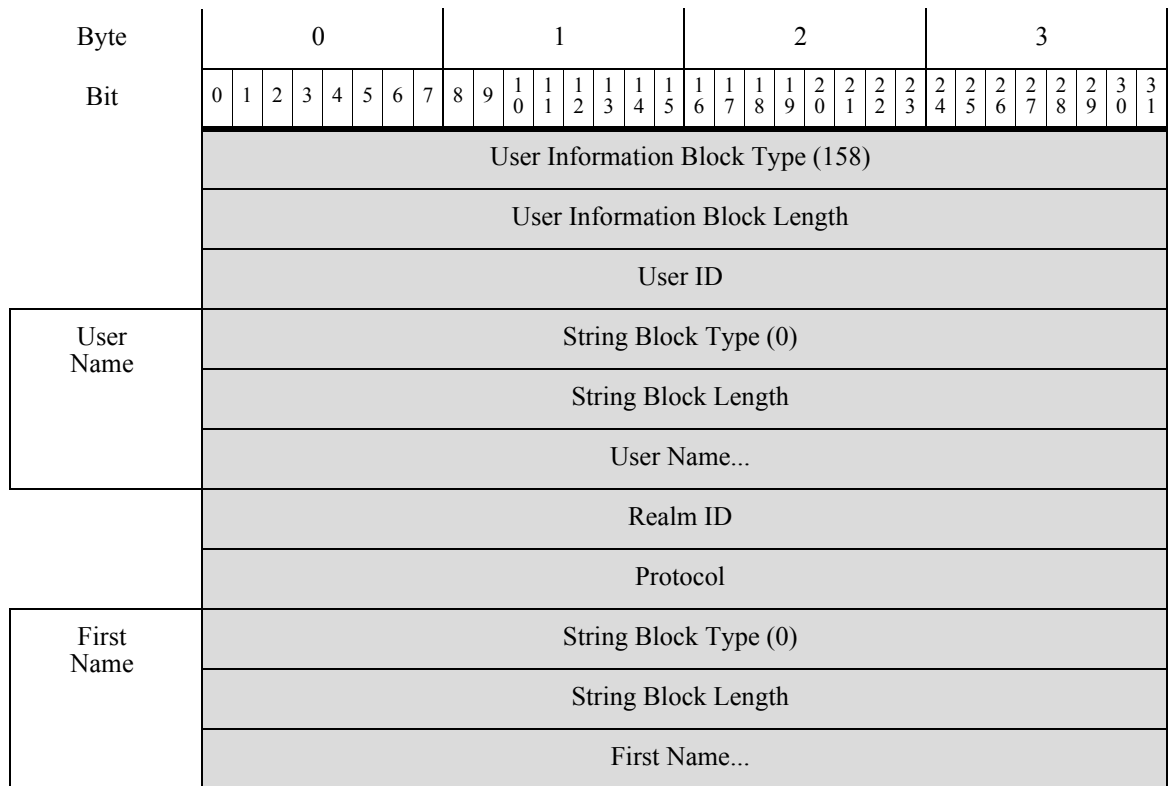 Byte 0 1 2 3
Bit 0 1 2 3 4 5 6 7 8 9 10 11 12 13 14 15 16 17 18 19 20 21 22 23 24 25 26 27 28 29 30 31
User Information Block Type (158)
User Information Block Length
User ID
User
Name
String Block Type (0)
String Block Length
User Name...
Realm ID
Protocol
First
Name
String Block Type (0)
String Block Length
First Name...